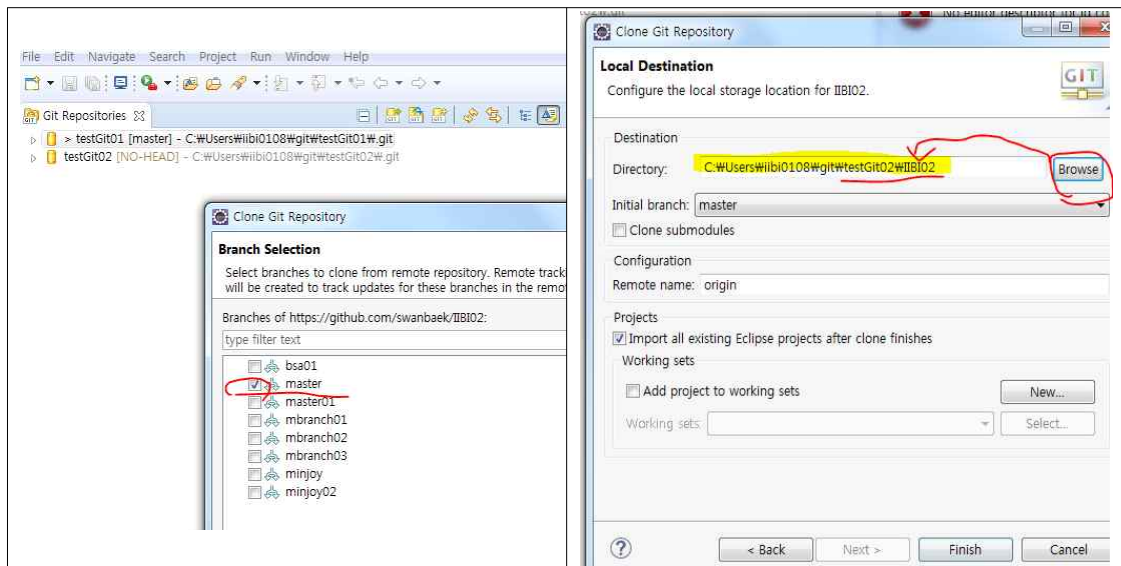 File Edit Navigate Search Project Run Window Help
Git Repositories
> testGit01 [master] - C:₩Users₩iibi0108₩git₩testGit01₩.git
testGit02 [NO-HEAD] - C:₩Users₩iibi0108₩git₩testGit02₩.git
Clone Git Repository
Branch Selection
Select branches to clone from remote repository. Remote track
will be created to track updates for these branches in the remo
Branches of https://github.com/swanbaek/IIBI02:
type filter text
bsa01
master
master01
mbranch01
mbranch02
mbranch03
minjoy
minjoy02
Clone Git Repository
Local Destination
Configure the local storage location for IIBI02.
GIT
Destination
Directory: C:₩Users₩iibi0108₩git₩testGit02₩IIBI02 Browse
Initial branch: master
Clone submodules
Configuration
Remote name: origin
Projects
Import all existing Eclipse projects after clone finishes
Working sets
Add project to working sets New...
Working sets: Select...
? < Back Next > Finish Cancel